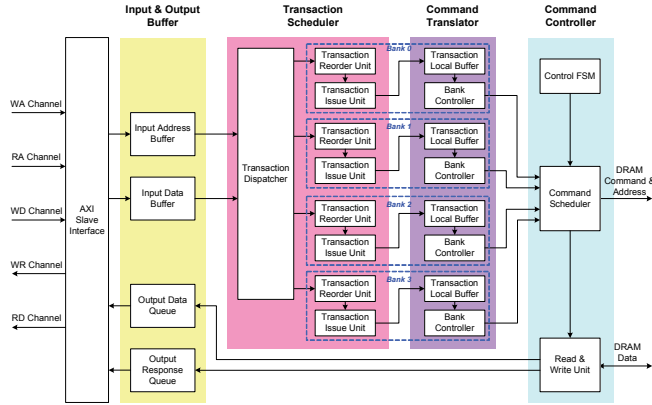 Input & Output
Buffer
Transaction
Scheduler
Command
Translator
Command
Controller
WA Channel
RA Channel
WD Channel
WR Channel
RD Channel
AXI
Slave
Interface
Input Address
Buffer
Input Data
Buffer
Output Data
Queue
Output
Response
Queue
Transaction
Dispatcher
Bank 0
Transaction
Reorder Unit
Transaction
Issue Unit
Transaction
Local Buffer
Bank
Controller
Bank 1
Transaction
Reorder Unit
Transaction
Issue Unit
Transaction
Local Buffer
Bank
Controller
Bank 2
Transaction
Reorder Unit
Transaction
Issue Unit
Transaction
Local Buffer
Bank
Controller
Bank 3
Transaction
Reorder Unit
Transaction
Issue Unit
Transaction
Local Buffer
Bank
Controller
Control FSM
Command
Scheduler
Read &
Write Unit
DRAM
Command &
Address
DRAM
Data